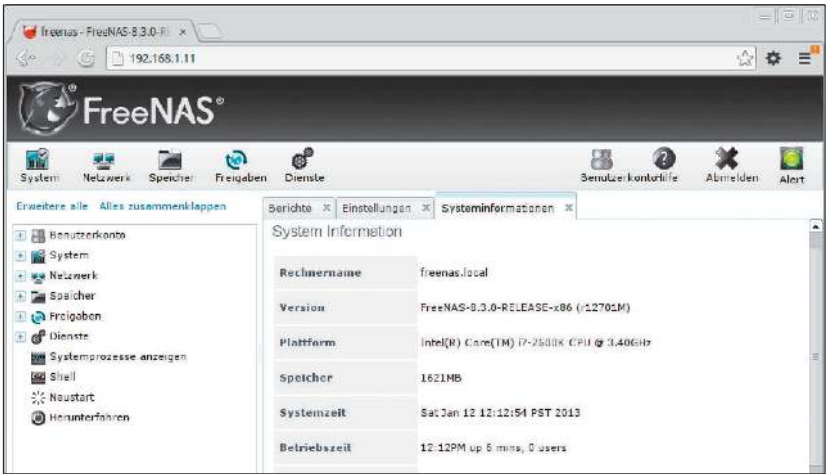 freenas - FreeNAS-8.3.0-RE
192.168.1.11
FreeNAS®
System Netzwerk Speicher Freigaben Dienste Benutzerkonto Hilfe Abmelden Alert
Erweitere alle Alles zusammenklappen
Berichte Einstellungen Systeminformationen
Benutzerkonto
System
Netzwerk
Speicher
Freigaben
Dienste
Systemprozesse anzeigen
Shell
Neustart
Herunterfahren
System Information
Rechnername freenas.local
Version FreeNAS-8.3.0-RELEASE-x86 (r12701M)
Plattform Intel(R) Core(TM) i7-2600K CPU @ 3.40GHz
Speicher 1621MB
Systemzeit Sat Jan 12 12:12:54 PST 2013
Betriebszeit 12:12PM up 6 mins, 0 users